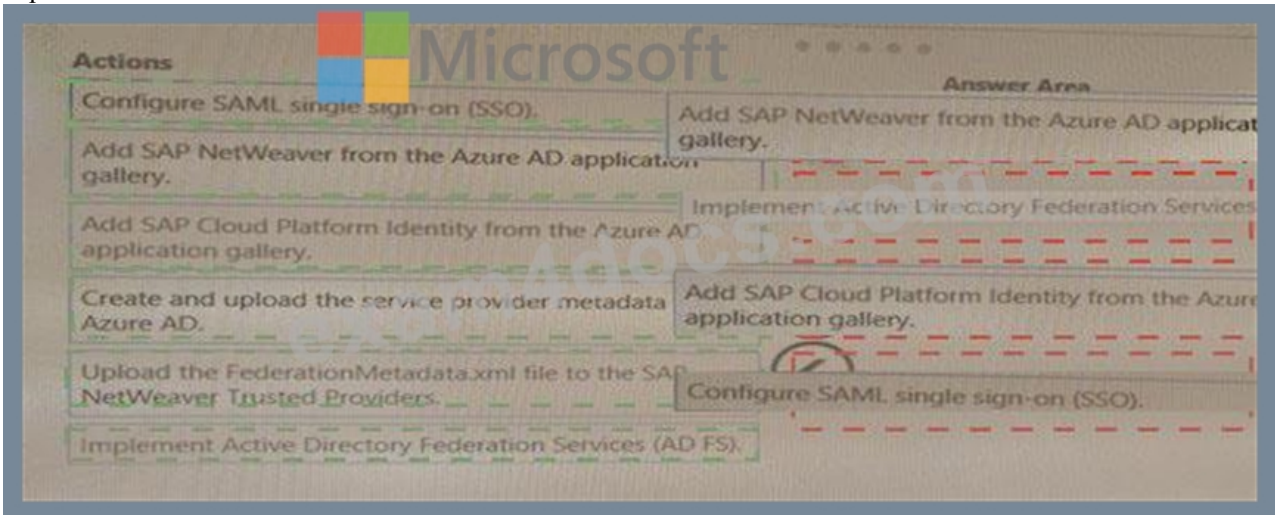 Microsoft
Actions
Configure SAML single sign-on (SSO).
Add SAP NetWeaver from the Azure AD application
gallery.
Add SAP Cloud Platform Identity from the Azure AD
application gallery.
Create and upload the service provider metadata
Azure AD.
Upload the FederationMetadata.xml file to the SAP
NetWeaver Trusted Providers.
Implement Active Directory Federation Services (AD FS).
Answer Area
Add SAP NetWeaver from the Azure AD applicat
gallery.
Implement Active Directory Federation Services
Add SAP Cloud Platform Identity from the Azure
application gallery.
Configure SAML single sign-on (SSO).